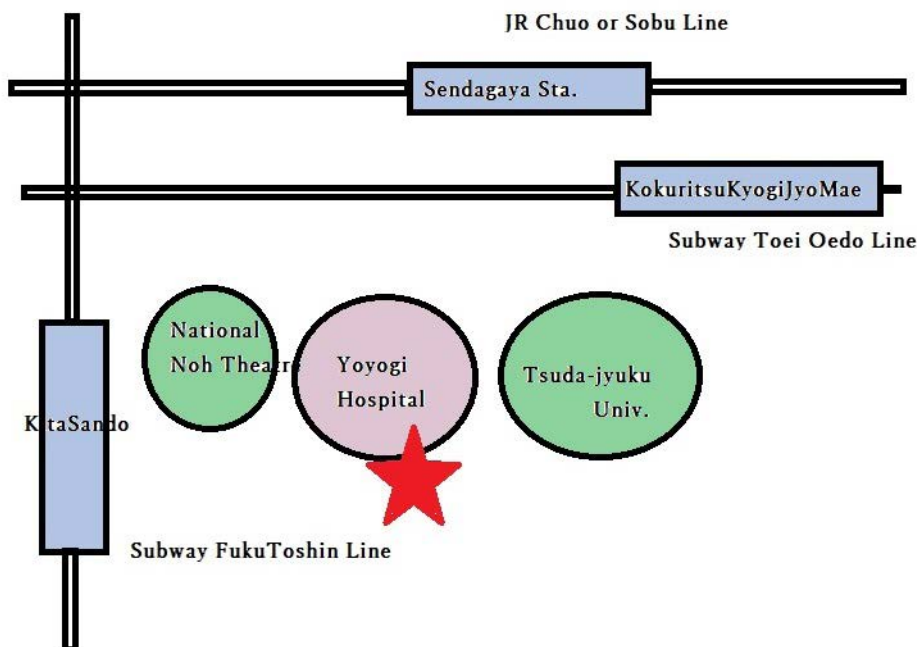 JR Chuo or Sobu Line
Sendagaya Sta.
KokuritsuKyogiJyoMae
Subway Toei Oedo Line
National
Noh Theatre
Yoyogi
Hospital
Tsuda-jyuku
Univ.
KitaSando
Subway FukuToshin Line